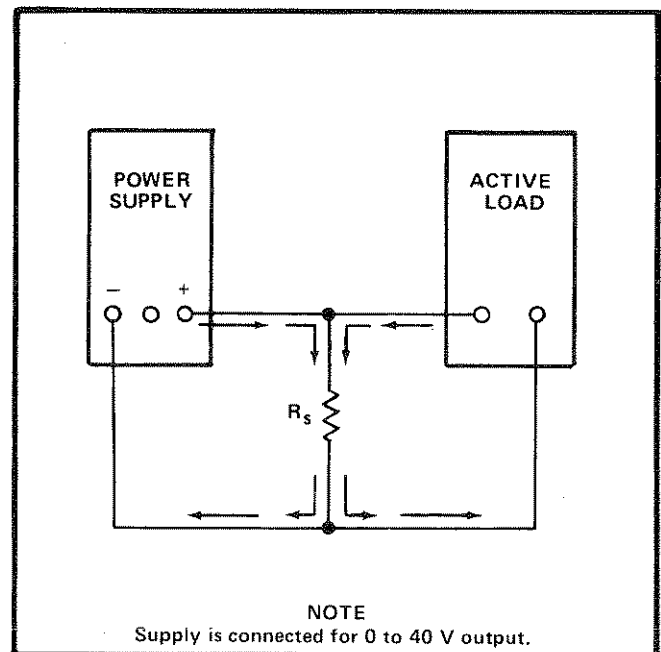 POWER
SUPPLY
ACTIVE
LOAD
− +
Rs
NOTE
Supply is connected for 0 to 40 V output.